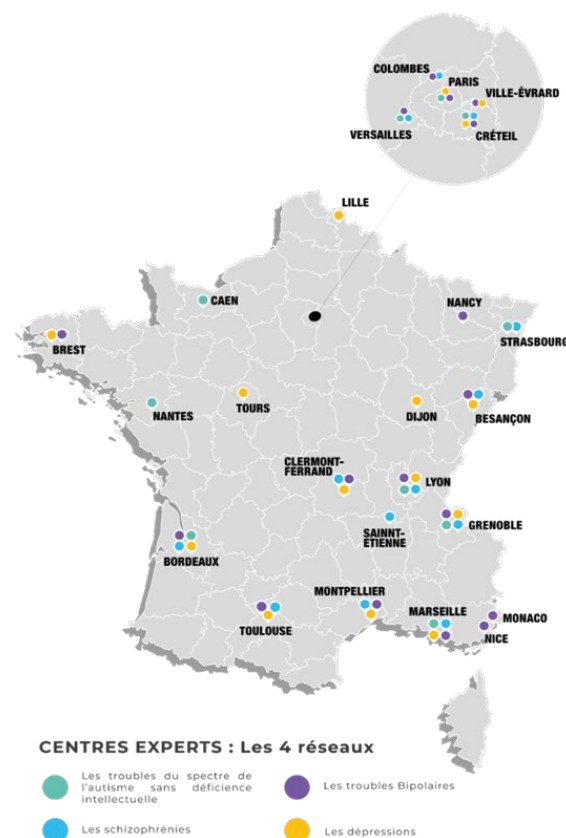 COLOMBES
PARIS
VILLE-ÉVRARD
VERSAILLES
CRÉTEIL
LILLE
CAEN
NANCY
STRASBOURG
BREST
NANTES
TOURS
DIJON
BESANÇON
CLERMONT-
FERRAND
LYON
SAINNT-
ETIENNE
GRENOBLE
BORDEAUX
MONTPELLIER
MARSEILLE
MONACO
TOULOUSE
NICE
CENTRES EXPERTS : Les 4 réseaux
Les troubles du spectre de
l'autisme sans déficience
intellectuelle
Les troubles Bipolaires
Les schizophrénies
Les dépressions